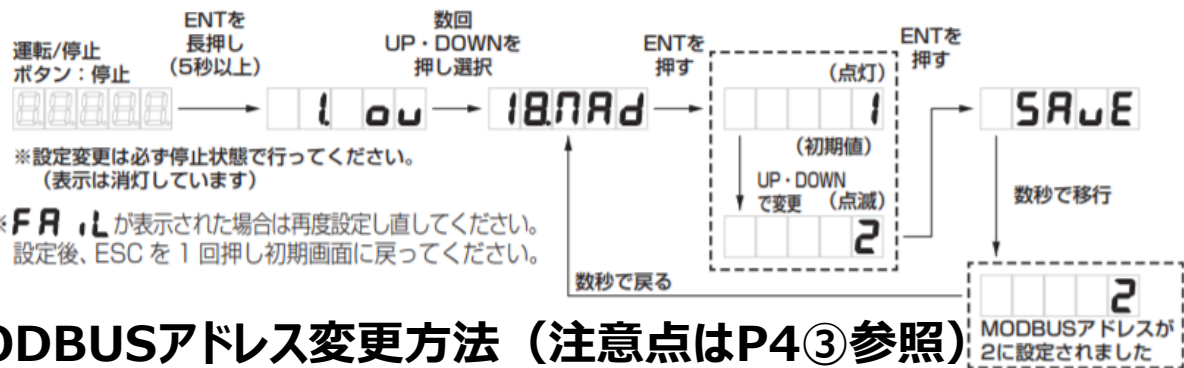 運転/停止
ボタン：停止
ENTを
長押し
(5秒以上)
1. ou
数回
UP・DOWNを
押し選択
18.MAd
ENTを
押す
(点灯)
1
(初期値)
UP・DOWN
で変更
(点滅)
2
ENTを
押す
SAuE
数秒で移行
2
MODBUSアドレスが
2に設定されました
数秒で戻る
※設定変更は必ず停止状態で行ってください。
(表示は消灯しています)
※FAiLが表示された場合は再度設定し直してください。
設定後、ESCを1回押し初期画面に戻ってください。
ODBUSアドレス変更方法（注意点はP4③参照）